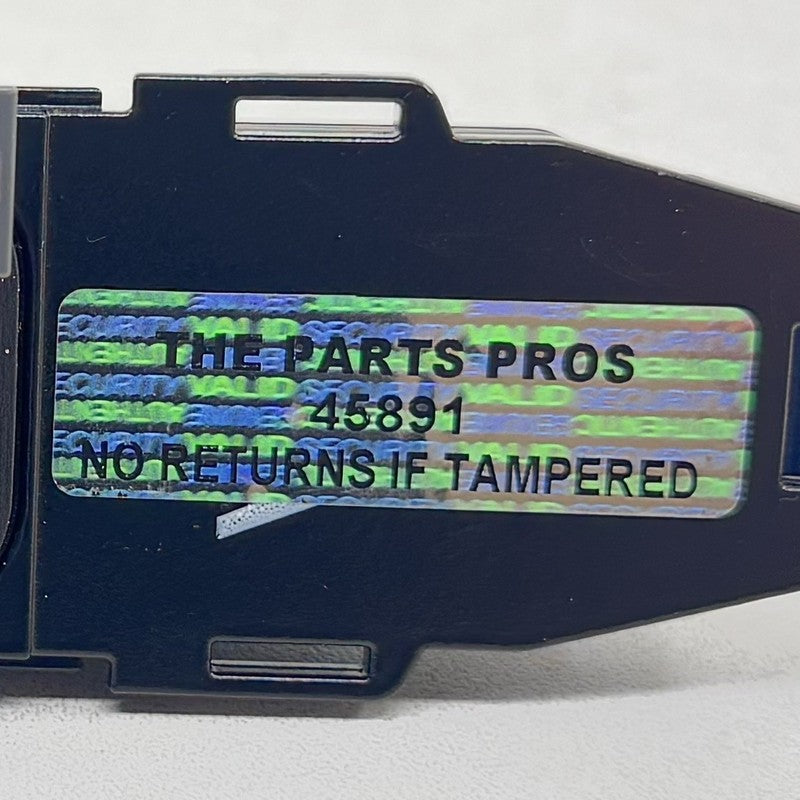 THE PARTS PROS
45891
NO RETURNS IF TAMPERED